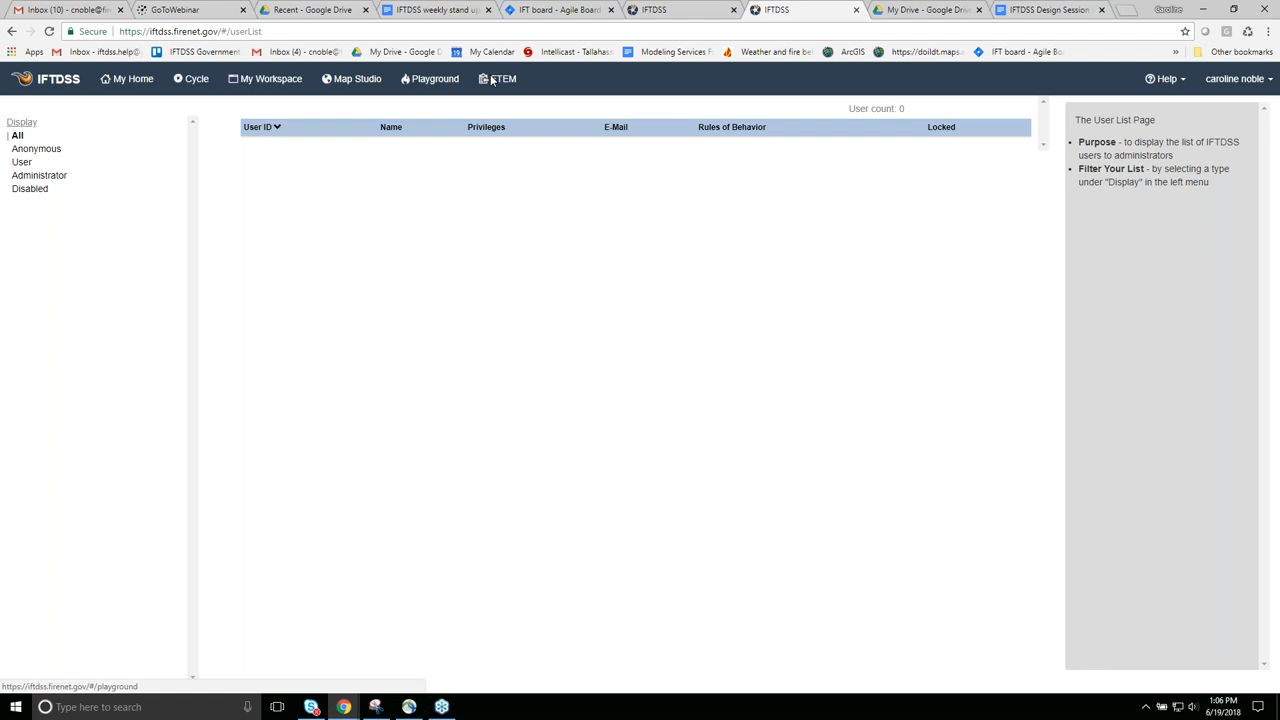 Inbox (10) - cnoble@fir
GoToWebinar
Recent - Google Drive
IFTDSS weekly stand up
IFT board - Agile Board
IFTDSS
IFTDSS
My Drive - Google Drive
IFTDSS Design Session
Caroline
Secure
https://iftdss.firenet.gov/#/userList
Apps
Inbox - iftdss.help@
IFTDSS Government
Inbox (4) - cnoble@
My Drive - Google D
My Calendar
Intellicast - Tallahass
Modeling Services F
Weather and fire be
ArcGIS
https://doildt.maps.
IFT board - Agile Bo
»
Other bookmarks
IFTDSS
My Home
Cycle
My Workspace
Map Studio
Playground
STEM
Help
caroline noble
Display
All
Anonymous
User
Administrator
Disabled
User count: 0
User ID Name Privileges E-Mail Rules of Behavior Locked
The User List Page
• Purpose - to display the list of IFTDSS
users to administrators
• Filter Your List - by selecting a type
under "Display" in the left menu
https://iftdss.firenet.gov/#/playground
Type here to search
1:06 PM
6/19/2018